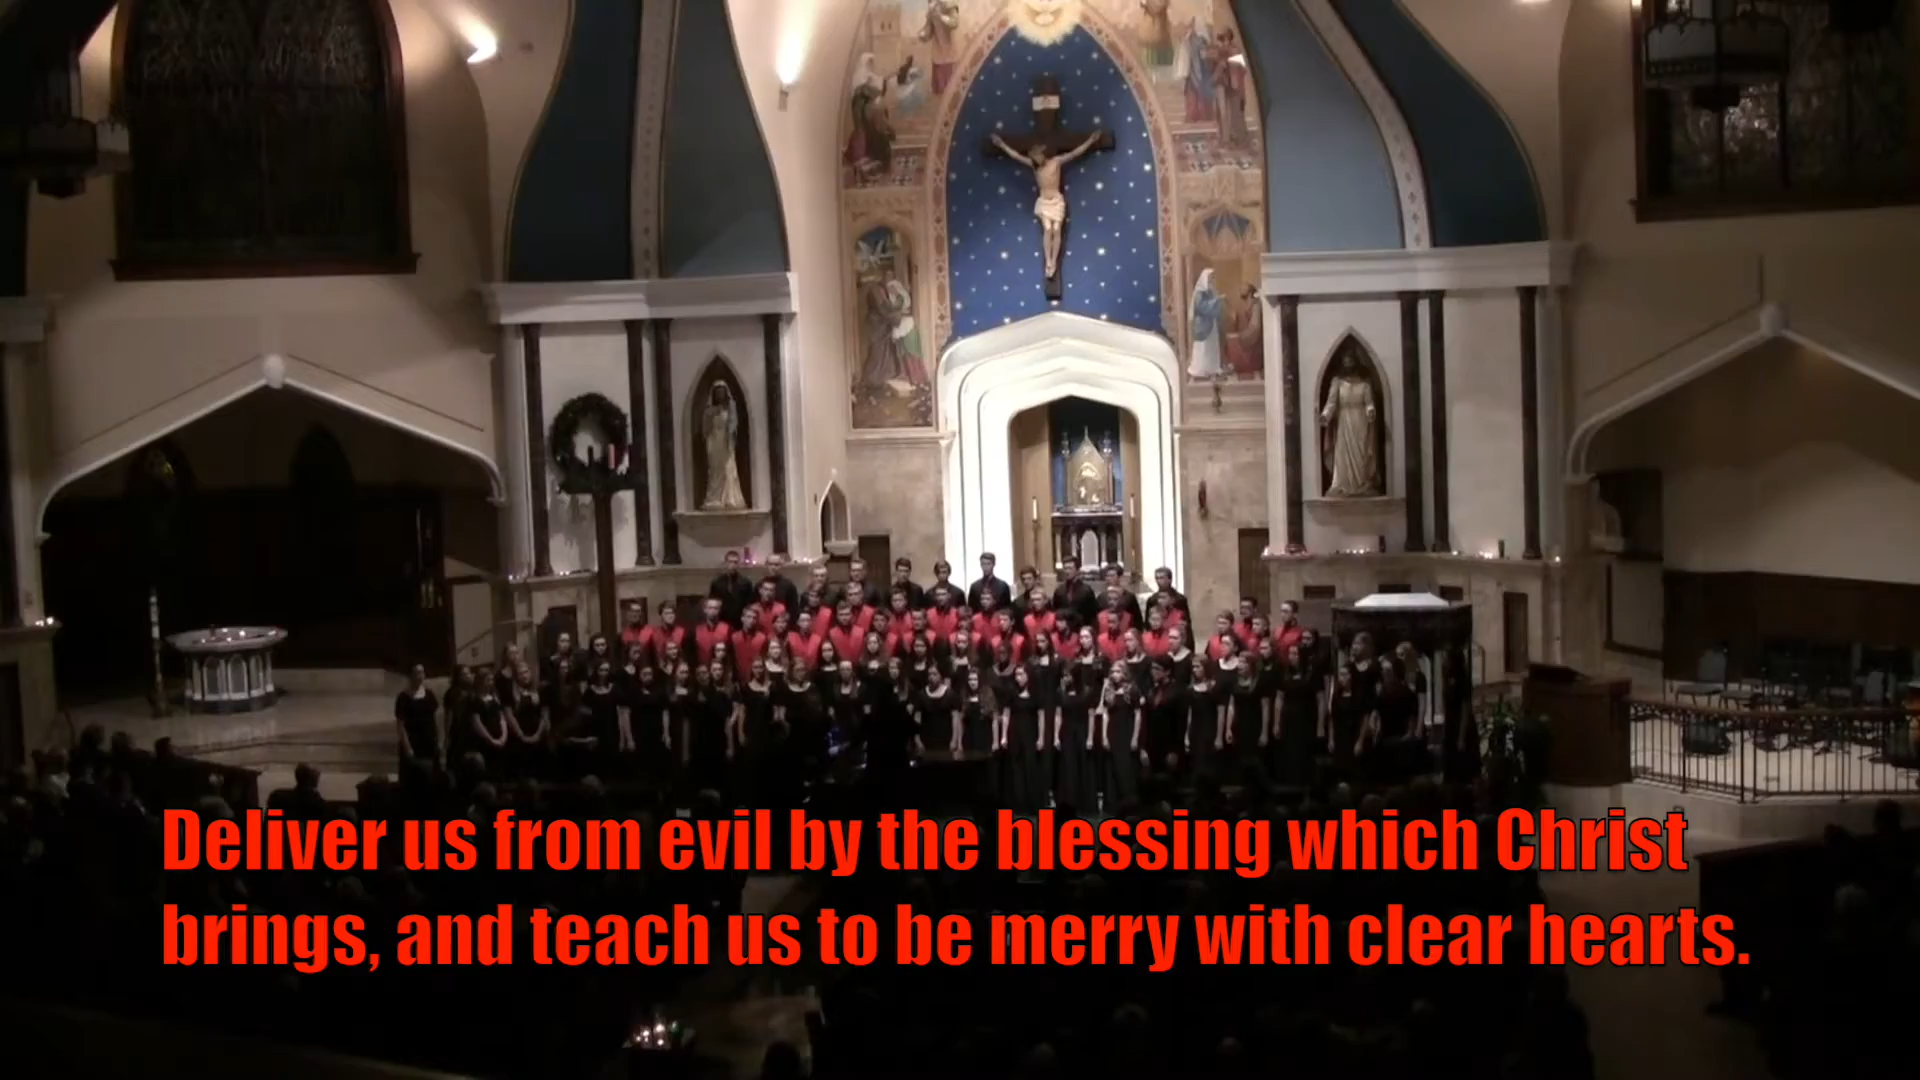 Deliver us from evil by the blessing which Christ
brings, and teach us to be merry with clear hearts.